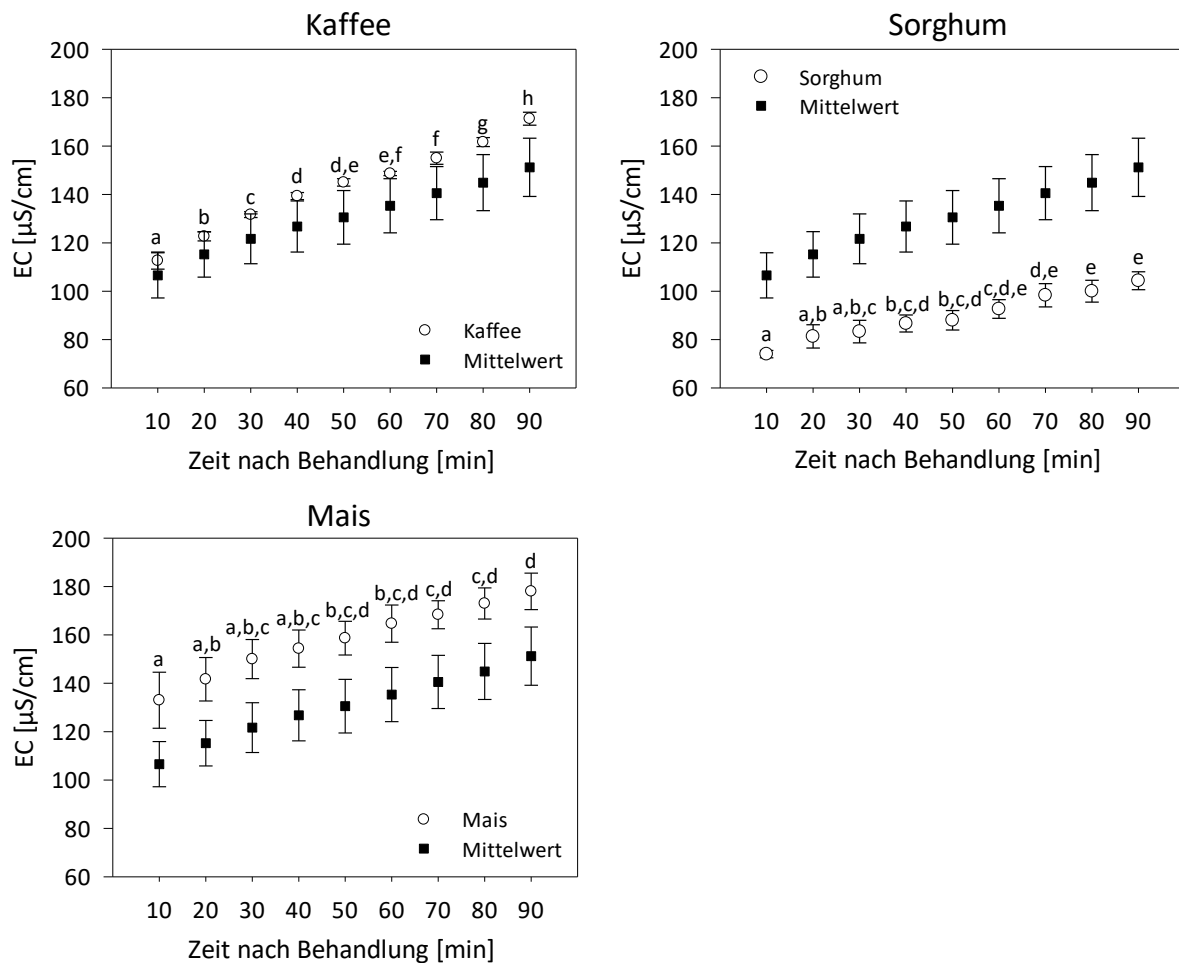 Kaffee
200
180
160
140
120
100
80
60
EC [µS/cm]
a
b
c
d
d,e
e,f
f
g
h
Kaffee
Mittelwert
10 20 30 40 50 60 70 80 90
Zeit nach Behandlung [min]
Sorghum
200
180
160
140
120
100
80
60
EC [µS/cm]
Sorghum
Mittelwert
a
a,b
a,b,c
b,c,d
b,c,d
c,d,e
d,e
e
e
10 20 30 40 50 60 70 80 90
Zeit nach Behandlung [min]
Mais
200
180
160
140
120
100
80
60
EC [µS/cm]
a
a,b
a,b,c
a,b,c
b,c,d
b,c,d
c,d
c,d
d
Mais
Mittelwert
10 20 30 40 50 60 70 80 90
Zeit nach Behandlung [min]